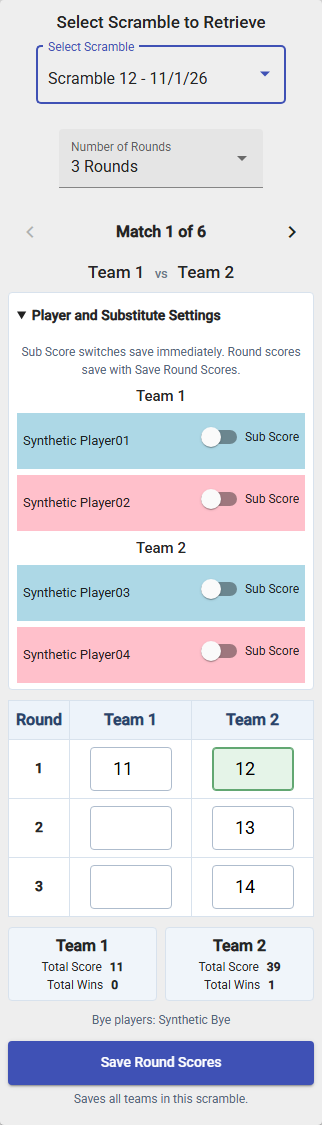 Select Scramble to Retrieve
Select Scramble
Scramble 12 - 11/1/26
Number of Rounds
3 Rounds
Match 1 of 6
Team 1 vs Team 2
Player and Substitute Settings
Sub Score switches save immediately. Round scores
save with Save Round Scores.
Team 1
Synthetic Player01 Sub Score
Synthetic Player02 Sub Score
Team 2
Synthetic Player03 Sub Score
Synthetic Player04 Sub Score
Round Team 1 Team 2
1 11 12
2 13
3 14
Team 1 Team 2
Total Score 11 Total Score 39
Total Wins 0 Total Wins 1
Bye players: Synthetic Bye
Save Round Scores
Saves all teams in this scramble.